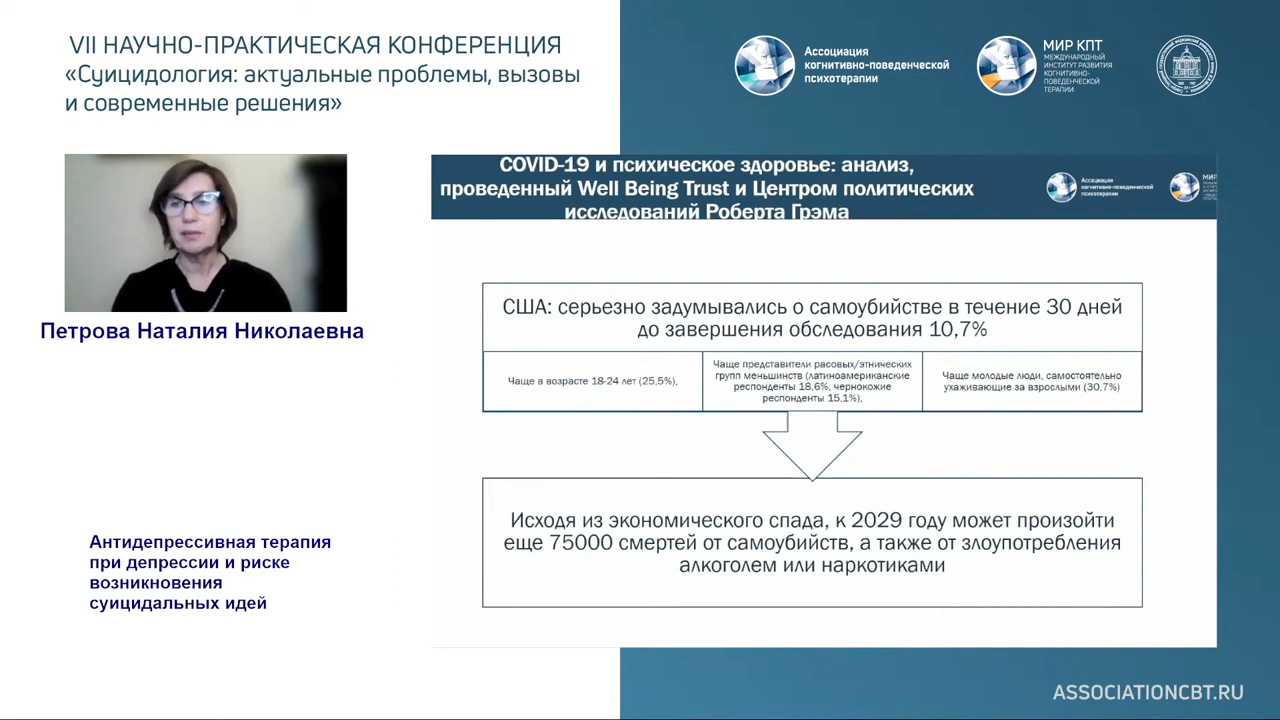 VII НАУЧНО-ПРАКТИЧЕСКАЯ КОНФЕРЕНЦИЯ
«Суицидология: актуальные проблемы, вызовы
и современные решения»
Ассоциация
когнитивно-поведенческой
психотерапии
МИР КПТ
МЕЖДУНАРОДНЫЙ
ИНСТИТУТ РАЗВИТИЯ
КОГНИТИВНО-
ПОВЕДЕНЧЕСКОЙ
ТЕРАПИИ
Петрова Наталия Николаевна
Антидепрессивная терапия
при депрессии и риске
возникновения
суицидальных идей
COVID-19 и психическое здоровье: анализ,
проведенный Well Being Trust и Центром политических
исследований Роберта Грэма
Ассоциация
когнитивно-поведенческой
психотерапии
МИР
США: серьезно задумывались о самоубийстве в течение 30 дней
до завершения обследования 10,7%
Чаще в возрасте 18-24 лет (25,5%),
Чаще представители расовых/этнических
групп меньшинств (латиноамериканские
респонденты 18,6%, чернокожие
респонденты 15,1%),
Чаще молодые люди, самостоятельно
ухаживающие за взрослыми (30,7%)
Исходя из экономического спада, к 2029 году может произойти
еще 75000 смертей от самоубийств, а также от злоупотребления
алкоголем или наркотиками
ASSOCIATIONCBT.RU